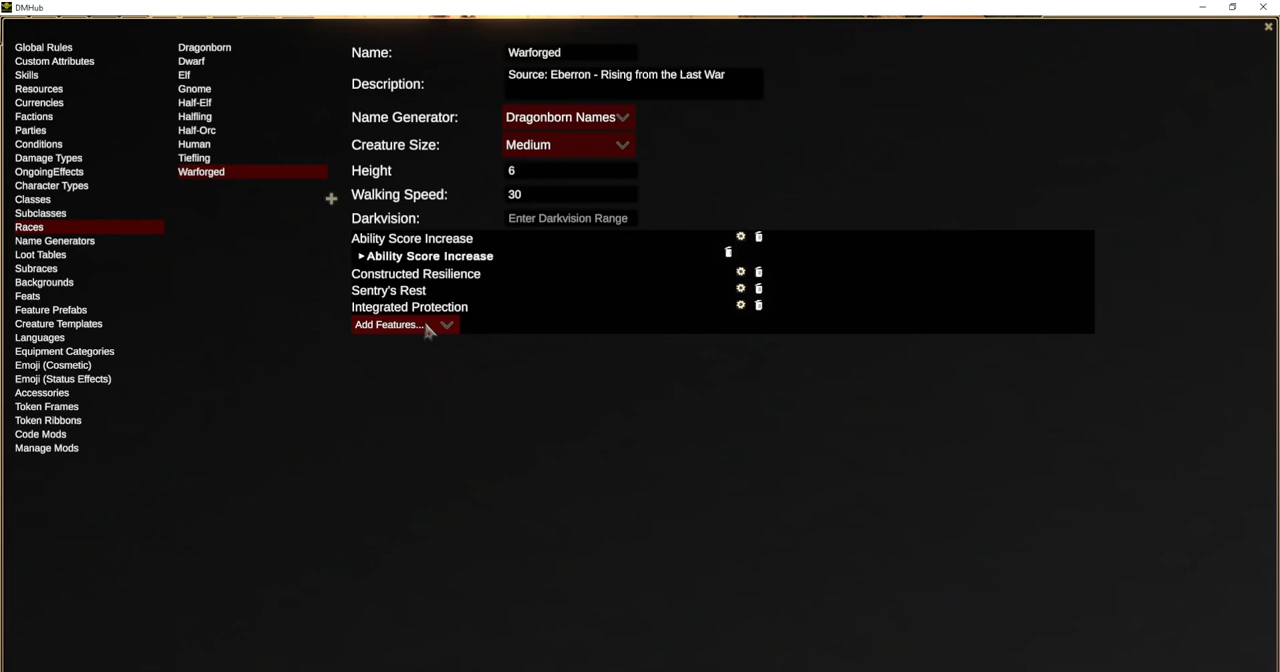 DMHub
Global Rules
Custom Attributes
Skills
Resources
Currencies
Factions
Parties
Conditions
Damage Types
OngoingEffects
Character Types
Classes
Subclasses
Races
Name Generators
Loot Tables
Subraces
Backgrounds
Feats
Feature Prefabs
Creature Templates
Languages
Equipment Categories
Emoji (Cosmetic)
Emoji (Status Effects)
Accessories
Token Frames
Token Ribbons
Code Mods
Manage Mods
Dragonborn
Dwarf
Elf
Gnome
Half-Elf
Halfling
Half-Orc
Human
Tiefling
Warforged
Name: Warforged
Description: Source: Eberron - Rising from the Last War
Name Generator: Dragonborn Names
Creature Size: Medium
Height 6
Walking Speed: 30
Darkvision: Enter Darkvision Range
Ability Score Increase
Ability Score Increase
Constructed Resilience
Sentry's Rest
Integrated Protection
Add Features...